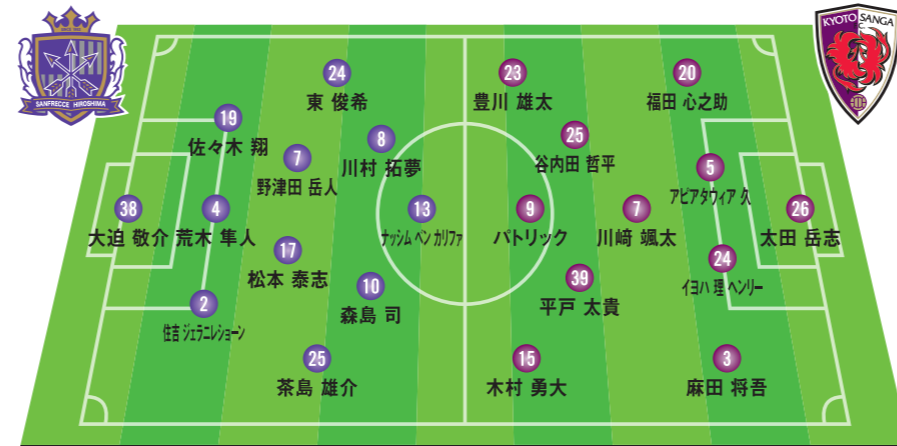 SANFRECCE HIROSHIMA
KYOTO SANGA
F.C.
24
東 俊希
23
豊川 雄太
20
福田 心之助
19
佐々木 翔
8
川村 拓夢
25
谷内田 哲平
7
野津田 岳人
5
アピアタウィア 久
38
大迫 敬介
4
荒木 隼人
13
ナッシム ベン カリファ
9
パトリック
7
川﨑 颯太
26
太田 岳志
17
松本 泰志
24
イヨハ 理 ヘンリー
10
森島 司
39
平戸 太貴
2
住吉 ジェラニレショーン
25
茶島 雄介
15
木村 勇大
3
麻田 将吾